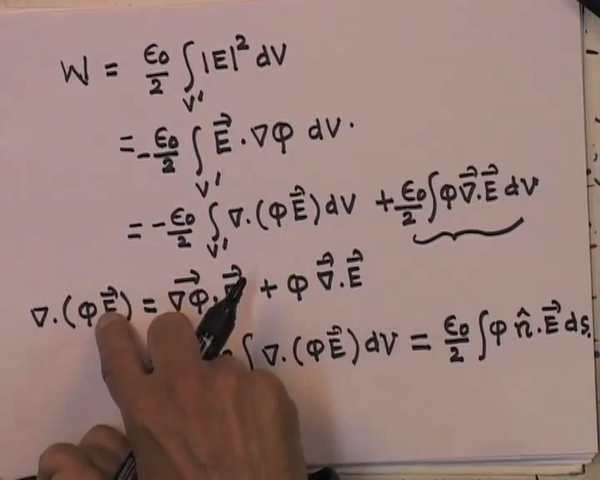 W = ε₀/2 ∫_V' |E|² dV
= -ε₀/2 ∫_V' E⃗ · ∇φ dV.
= -ε₀/2 ∫_V' ∇.(φE⃗) dV + ε₀/2 ∫ φ ∇⃗.E⃗ dV
∇.(φE⃗) = ∇⃗φ. + φ ∇⃗.E⃗
∫ ∇.(φE⃗) dV = ε₀/2 ∫ φ n̂.E⃗ ds.